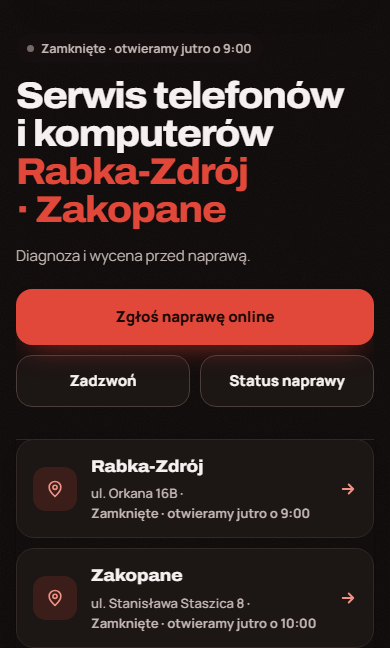 Zamknięte · otwieramy jutro o 9:00
Serwis telefonów
i komputerów
Rabka-Zdrój
· Zakopane
Diagnoza i wycena przed naprawą.
Zgłoś naprawę online
Zadzwoń
Status naprawy
Rabka-Zdrój
ul. Orkana 16B ·
Zamknięte · otwieramy jutro o 9:00
Zakopane
ul. Stanisława Staszica 8 ·
Zamknięte · otwieramy jutro o 10:00